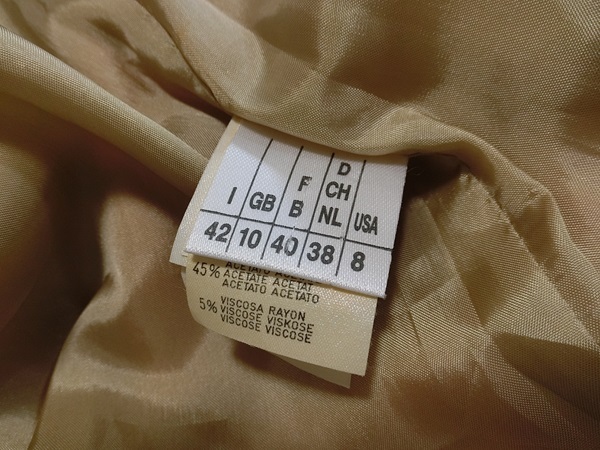 D
F CH
I GB B NL USA
42 10 40 38 8
45% ACETATE ACETAT
ACETATO ACETATO
5% VISCOSA RAYON
VISCOSE VISKOSE
VISCOSE VISCOSE